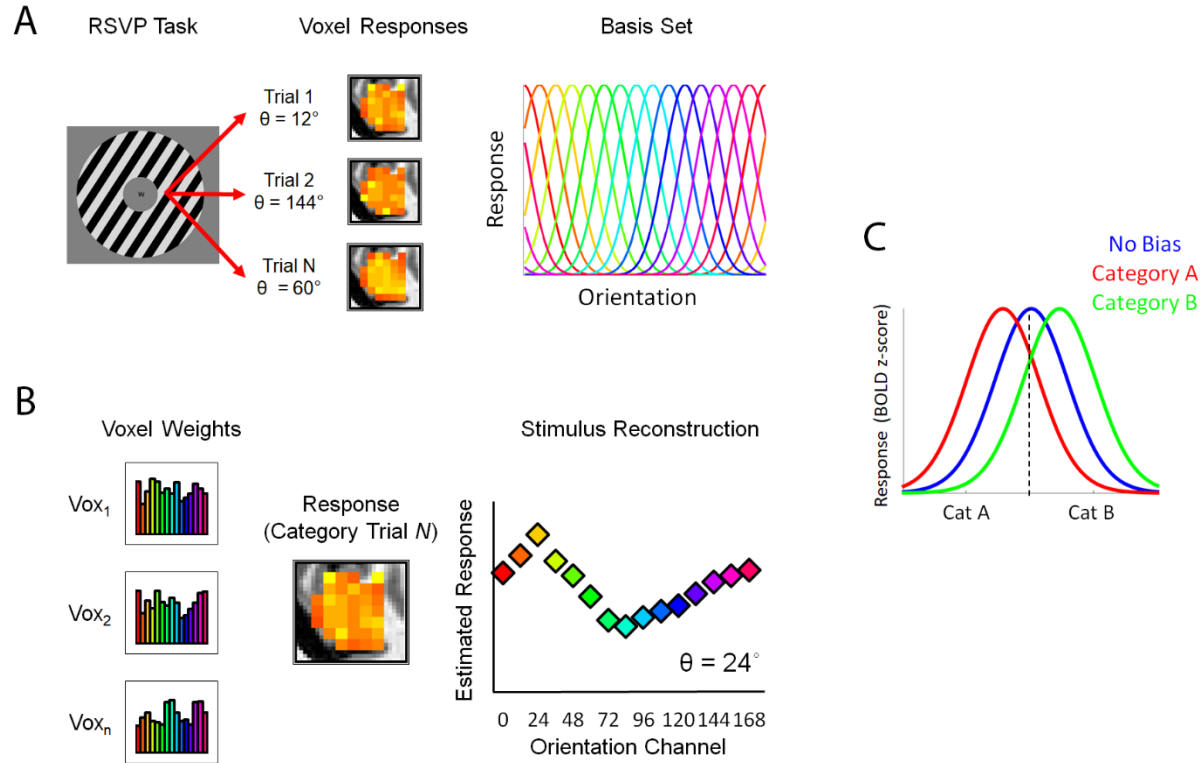 A
RSVP Task
Voxel Responses
Basis Set
w
Trial 1
θ = 12°
Trial 2
θ = 144°
Trial N
θ = 60°
Response
Orientation
C
No Bias
Category A
Category B
Response (BOLD z-score)
Cat A
Cat B
B
Voxel Weights
Vox1
Vox2
Voxn
Response
(Category Trial N)
Stimulus Reconstruction
Estimated Response
θ = 24°
0 24 48 72 96 120 144 168
Orientation Channel